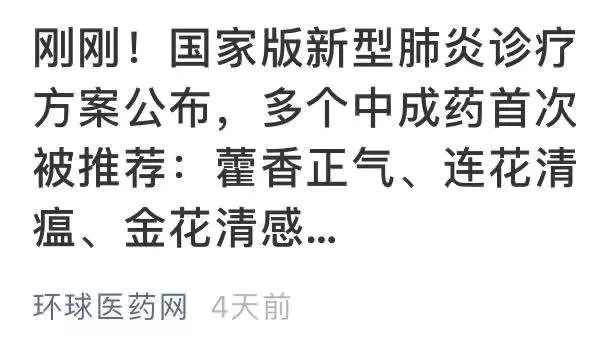 刚刚！国家版新型肺炎诊疗
方案公布，多个中成药首次
被推荐：藿香正气、连花清
瘟、金花清感...
环球医药网 4天前